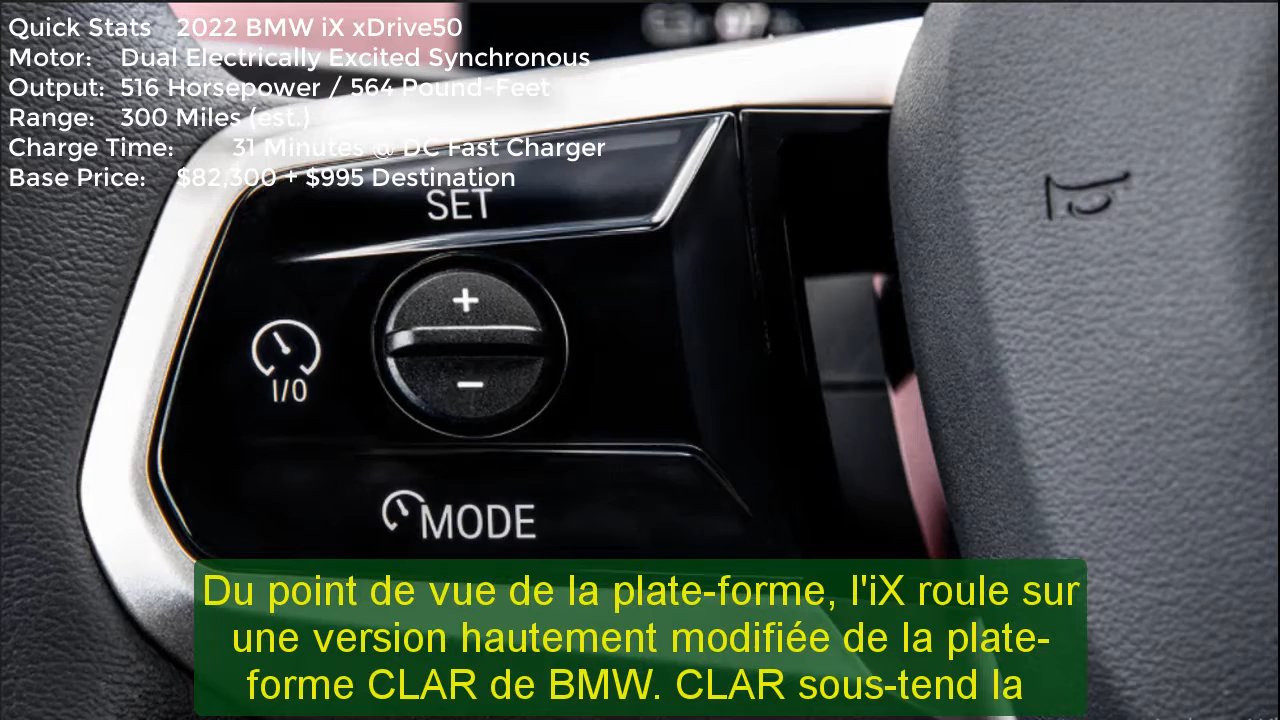 Quick Stats 2022 BMW iX xDrive50
Motor: Dual Electrically Excited Synchronous
Output: 516 Horsepower / 564 Pound-Feet
Range: 300 Miles (est.)
Charge Time: 31 Minutes @ DC Fast Charger
Base Price: $82,300 + $995 Destination
SET
+
I/O
−
MODE
Du point de vue de la plate-forme, l'iX roule sur
une version hautement modifiée de la plate-
forme CLAR de BMW. CLAR sous-tend la